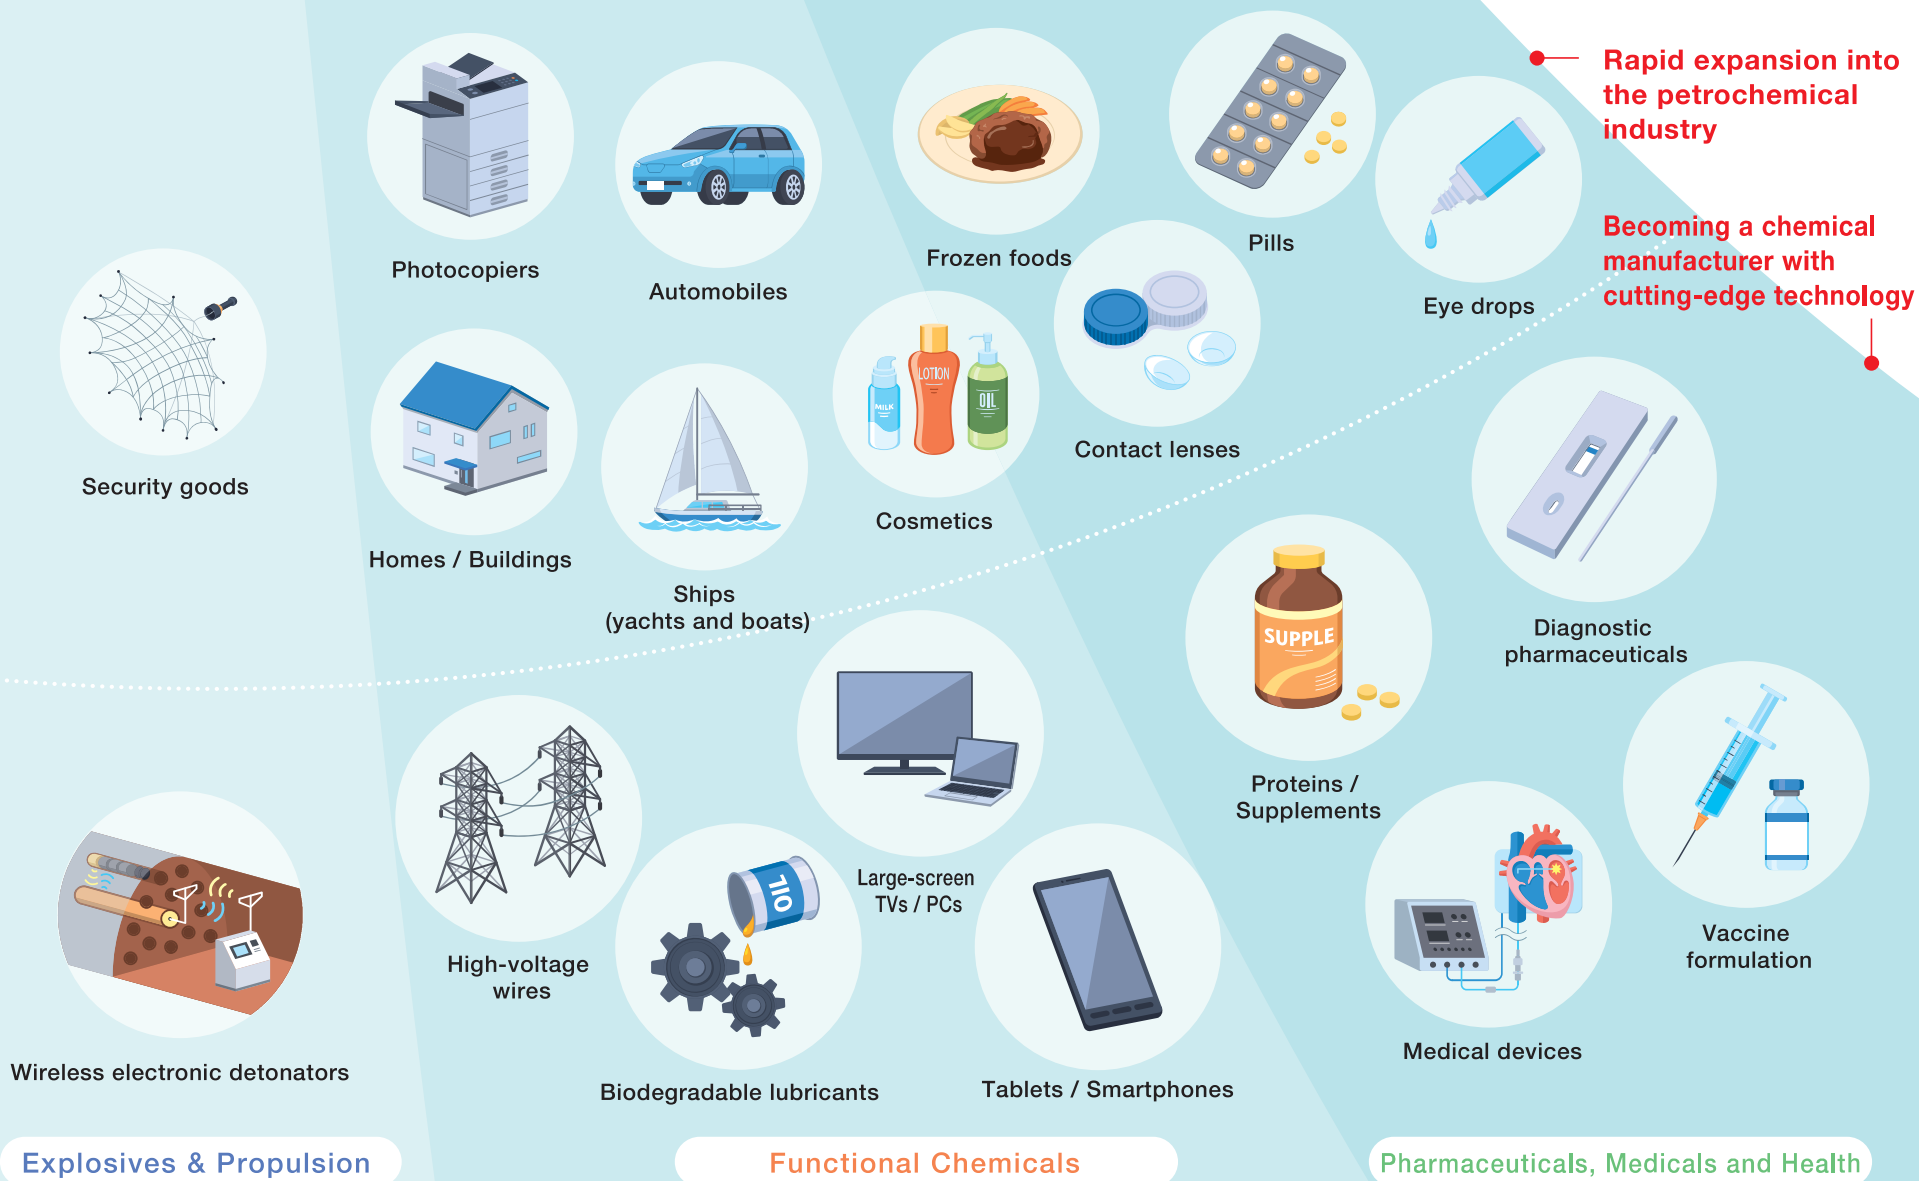 Rapid expansion into
the petrochemical
industry
Becoming a chemical
manufacturer with
cutting-edge technology
Photocopiers
Automobiles
Frozen foods
Pills
Eye drops
Security goods
Homes / Buildings
Ships
(yachts and boats)
MILK
LOTION
OIL
Cosmetics
Contact lenses
Diagnostic
pharmaceuticals
SUPPLE
Proteins /
Supplements
Wireless electronic detonators
High-voltage
wires
OIL
Biodegradable lubricants
Large-screen
TVs / PCs
Tablets / Smartphones
Medical devices
Vaccine
formulation
Explosives & Propulsion
Functional Chemicals
Pharmaceuticals, Medicals and Health